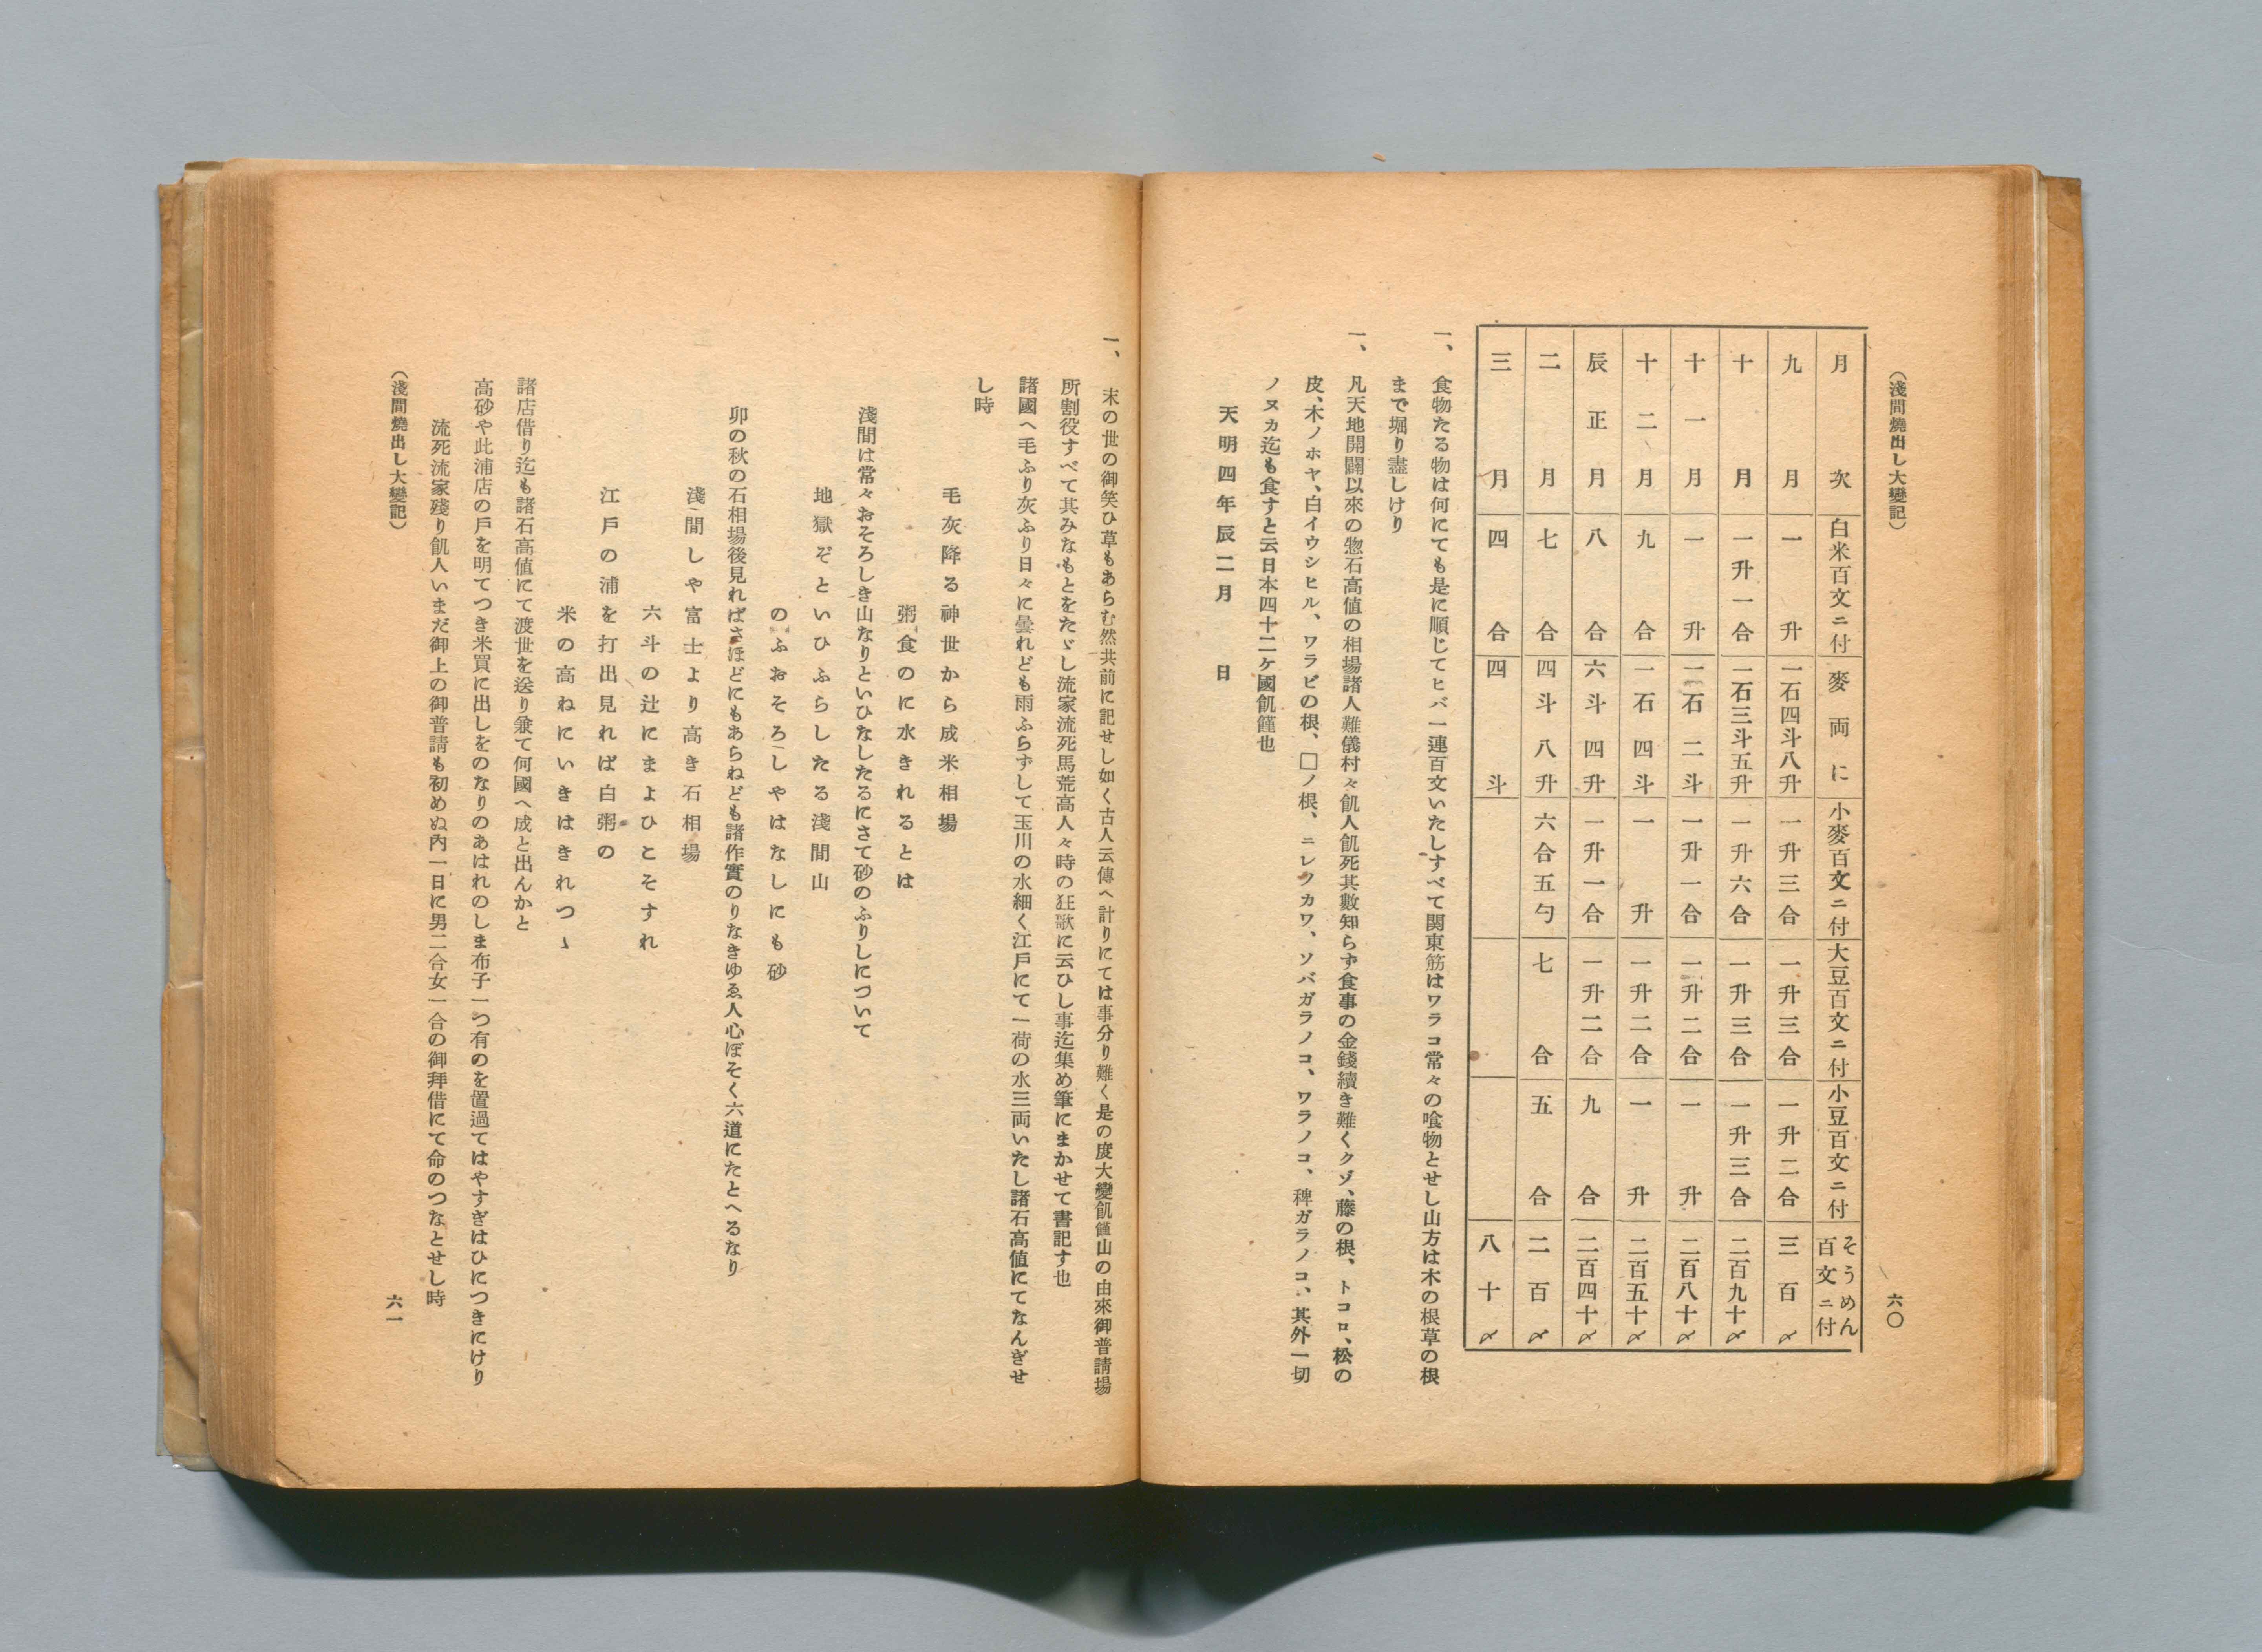 (淺間燒出し大變記)
六〇
月次 白米百文ニ付 麥両に 小麥百文ニ付 大豆百文ニ付 小豆百文ニ付 そうめん百文ニ付
九月 一升 一石四斗八升 一升三合 一升三合 一升二合 三百〆
十月 一升一合 一石三斗五升 一升六合 一升三合 一升三合 二百九十〆
十一月 一升 一石二斗 一升一合 一升二合 一升 二百八十〆
十二月 九合 一石四斗 一升 一升二合 一升 二百五十〆
辰正月 八合 六斗四升 一升一合 一升二合 九合 二百四十〆
二月 七合 四斗八升 六合五勺 七合 五合 二百〆
三月 四合 四斗 八十〆
一、食物たる物は何にても是に順じてヒバ一連百文いたしすべて関東筋はワラコ常々の喰物とせし山方は木の根草の根
まで堀り盡しけり
一、凡天地開闢以來の惣石高値の相場諸人難儀村々飢人飢死其數知らず食事の金錢續き難くクゾ、藤の根、トコロ、松の
皮、木ノホヤ、白イウシヒル、ワラビの根、□ノ根、ニレノカワ、ソバガラノコ、ワラノコ、稗ガラノコ、其外一切
ノヌカ迄も食すと云日本四十二ケ國飢饉也
天明四年辰二月 日
一、末の世の御笑ひ草もあらむ然共前に記せし如く古人云傳へ計りにては事分り難く是の度大變飢饉山の由來御普請場
所割役すべて其みなもとをたゞし流家流死馬荒高人々時の狂歌に云ひし事迄集め筆にまかせて書記す也
諸國へ毛ふり灰ふり日々に曇れども雨ふらずして玉川の水細く江戸にて一荷の水三両いたし諸石高値にてなんぎせ
し時
毛灰降る神世から成米相場
粥食のに水きれるとは
淺間は常々おそろしき山なりといひなしたるにさて砂のふりしについて
地獄ぞといひふらしたる淺間山
のふおそろしやはなしにも砂
卯の秋の石相場後見ればさほどにもあらねども諸作實のりなきゆゑ人心ぼそく六道にたとへるなり
淺間しや富士より高き石相場
六斗の辻にまよひこそすれ
江戸の浦を打出見れば白粥の
米の高ねにいきはきれつゝ
諸店借り迄も諸石高値にて渡世を送り兼て何國へ成と出んかと
高砂や此浦店の戸を明てつき米買に出しをのなりのあはれのしま布子一つ有のを置過てはやすぎはひにつきにけり
流死流家殘り飢人いまだ御上の御普請も初めぬ內一日に男二合女一合の御拜借にて命のつなとせし時
(淺間燒出し大變記)
六一